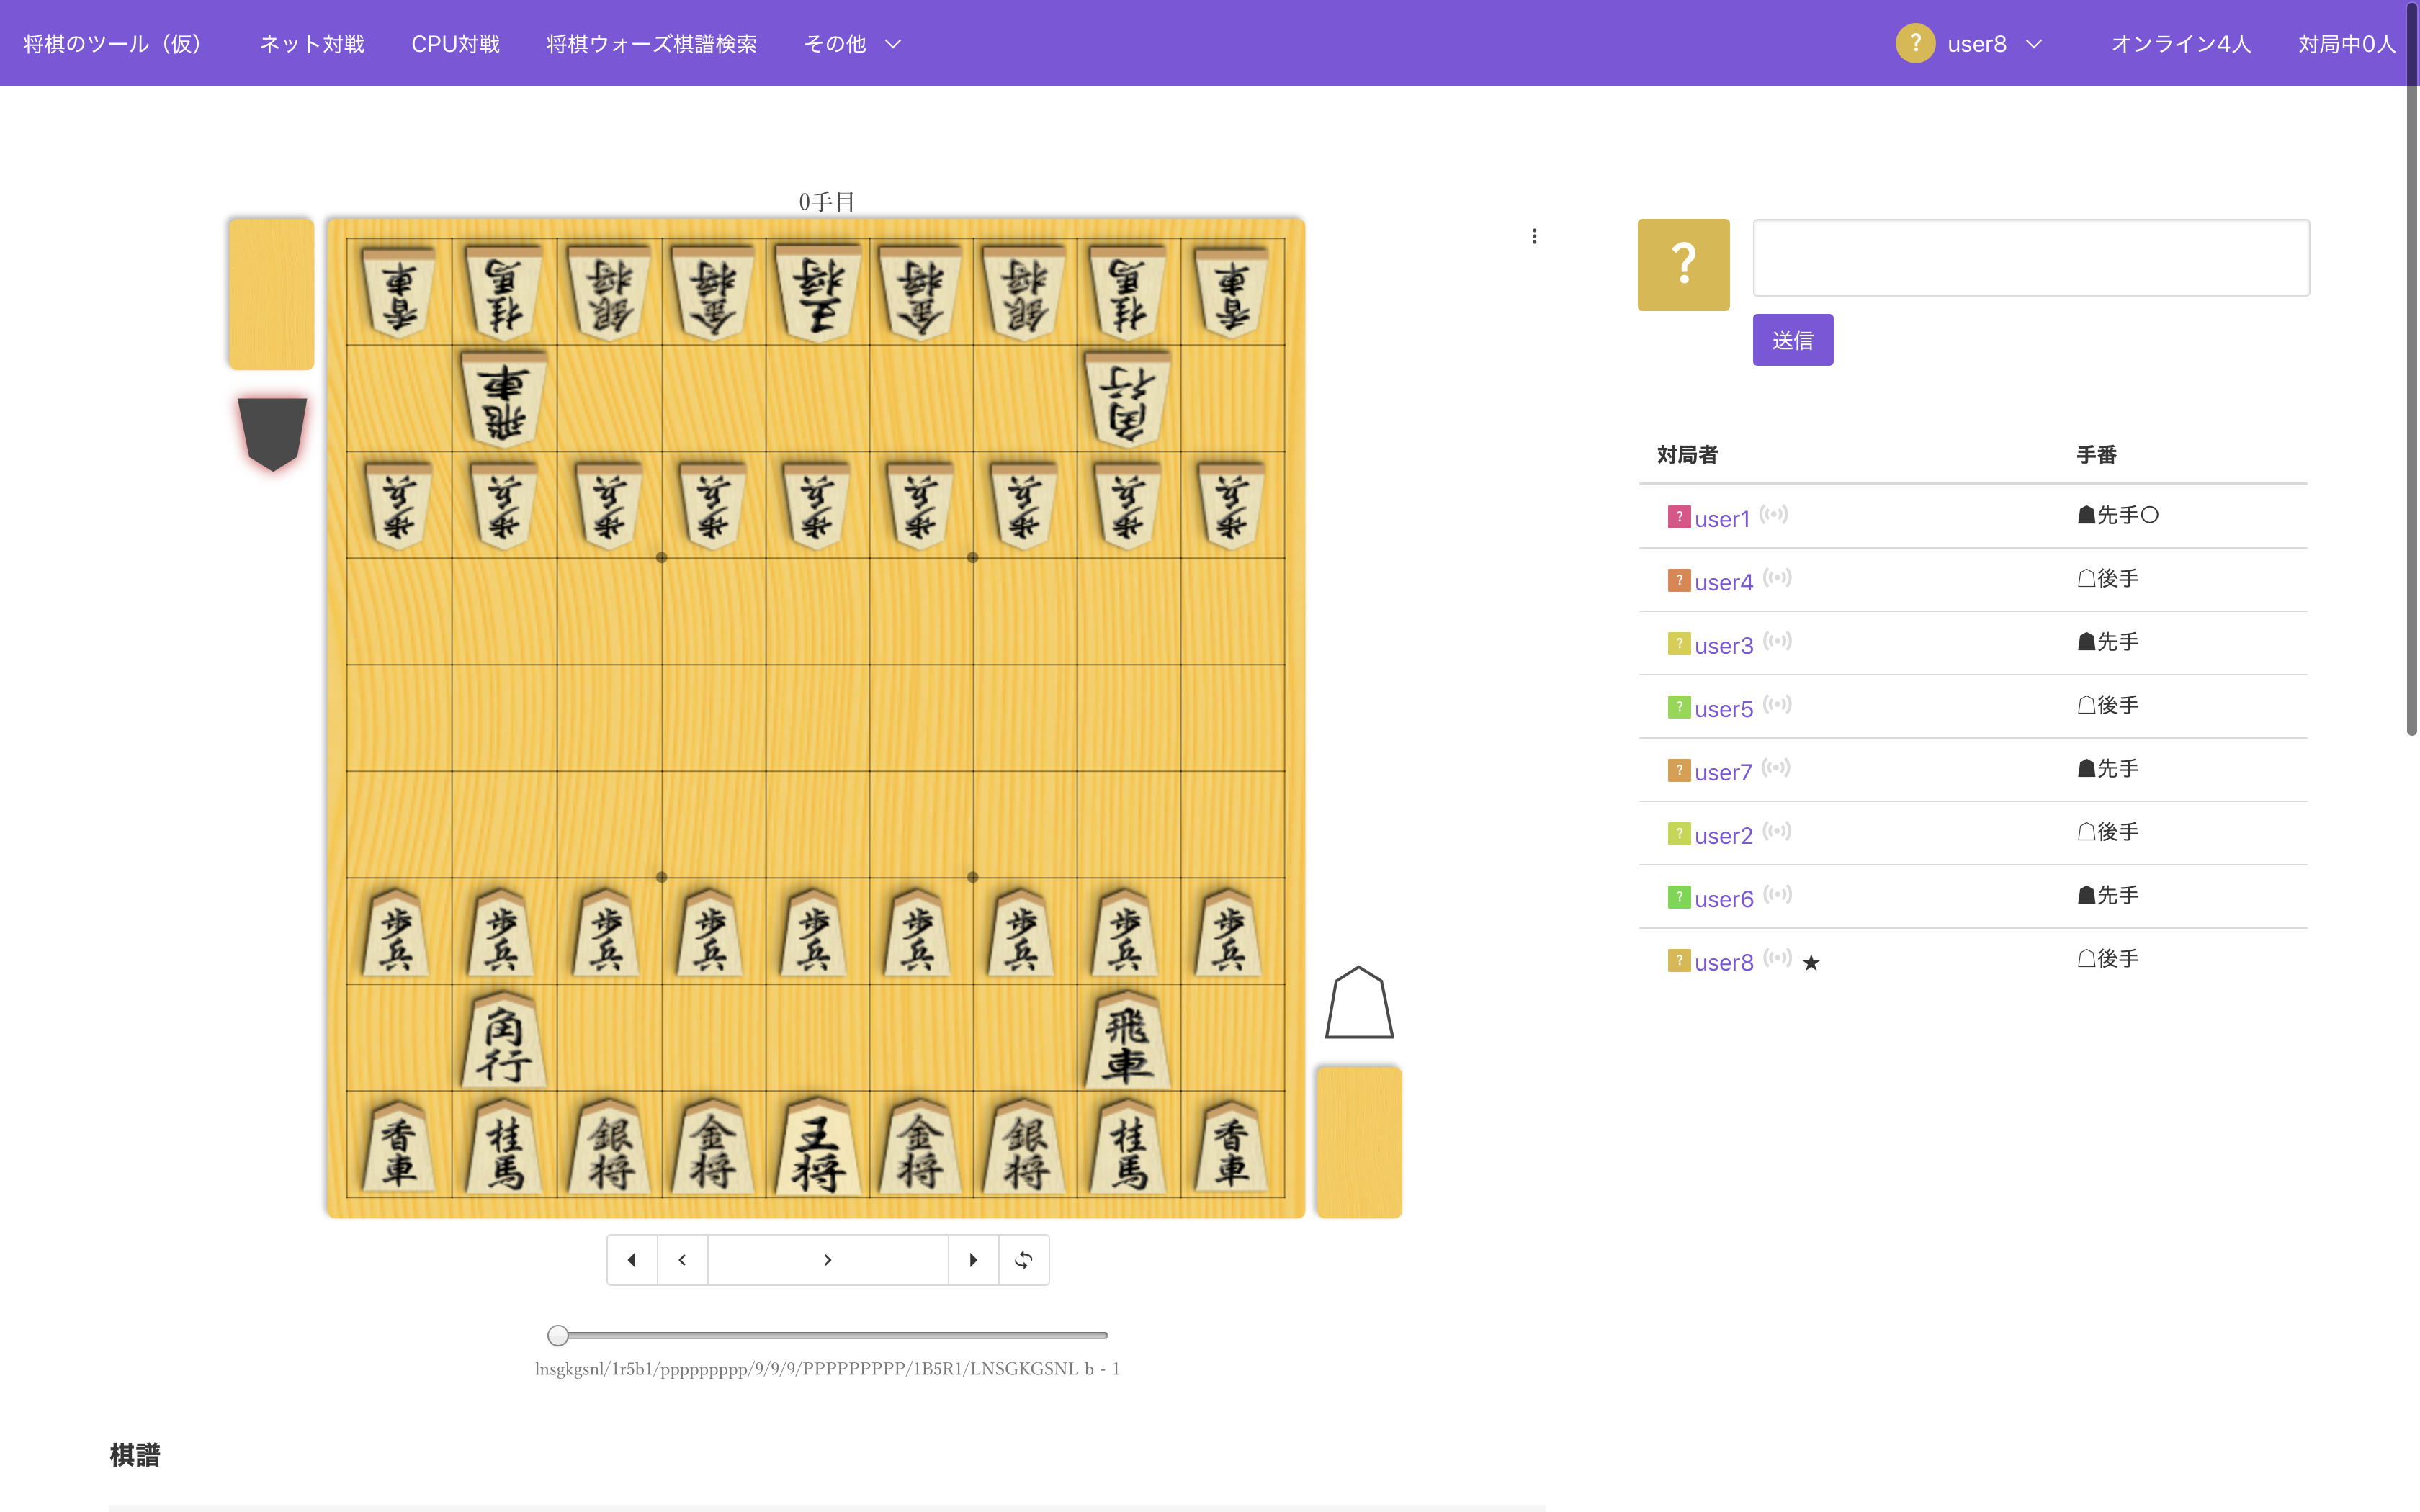 将棋のツール（仮） ネット対戦 CPU対戦 将棋ウォーズ棋譜検索 その他 ? user8 オンライン4人 対局中0人
0手目
香車 桂馬 銀将 金将 王将 金将 銀将 桂馬 香車
飛車 角行
歩兵 歩兵 歩兵 歩兵 歩兵 歩兵 歩兵 歩兵 歩兵
歩兵 歩兵 歩兵 歩兵 歩兵 歩兵 歩兵 歩兵 歩兵
角行 飛車
香車 桂馬 銀将 金将 王将 金将 銀将 桂馬 香車
lnsgkgsnl/1r5b1/ppppppppp/9/9/9/PPPPPPPPP/1B5R1/LNSGKGSNL b - 1
棋譜
?
送信
対局者 手番
? user1 ☗先手○
? user4 ☖後手
? user3 ☗先手
? user5 ☖後手
? user7 ☗先手
? user2 ☖後手
? user6 ☗先手
? user8 ★ ☖後手